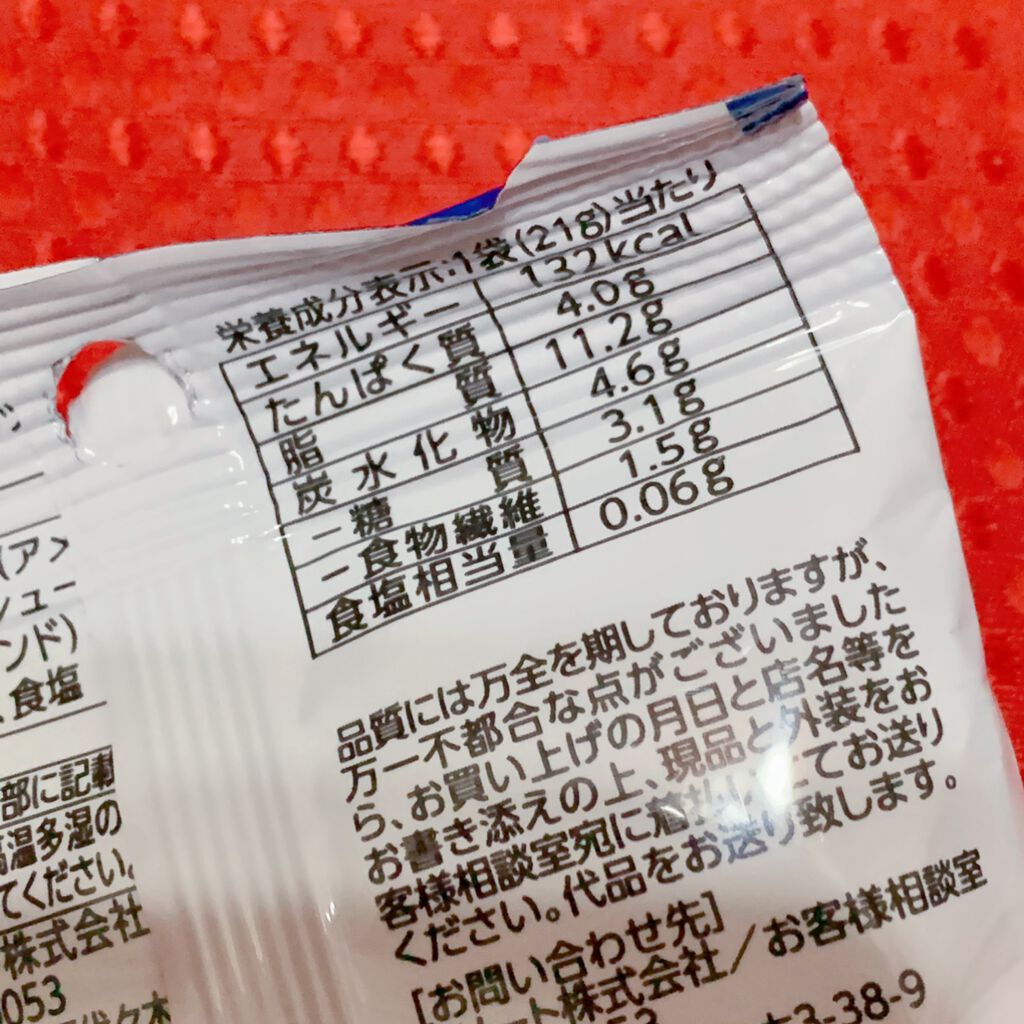 栄養成分表示:1袋(21g)当たり
エネルギー 132kcal
たんぱく質 4.0g
脂質 11.2g
炭水化物 4.6g
－糖質 3.1g
－食物繊維 1.5g
食塩相当量 0.06g
品質には万全を期しておりますが、
万一不都合な点がございました
ら、お買い上げの月日と店名等を
お書き添えの上、現品と外装をお
客様相談室宛に着払にてお送り
ください。代品をお送り致します。
[お問い合わせ先]
ート株式会社/お客様相談室
3-38-9
(ア>
シュー
ンド)
、食塩
部に記載
高温多湿の
てください。
株式会社
0053
代々木